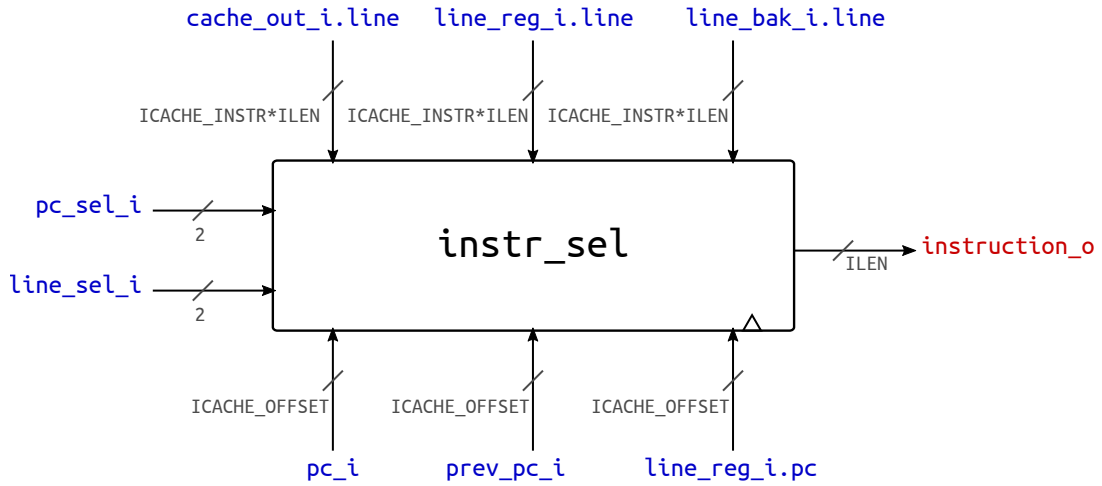 cache_out_i.line line_reg_i.line line_bak_i.line
ICACHE_INSTR*ILEN ICACHE_INSTR*ILEN ICACHE_INSTR*ILEN
pc_sel_i
2
instr_sel
instruction_o
ILEN
line_sel_i
2
ICACHE_OFFSET ICACHE_OFFSET ICACHE_OFFSET
pc_i prev_pc_i line_reg_i.pc